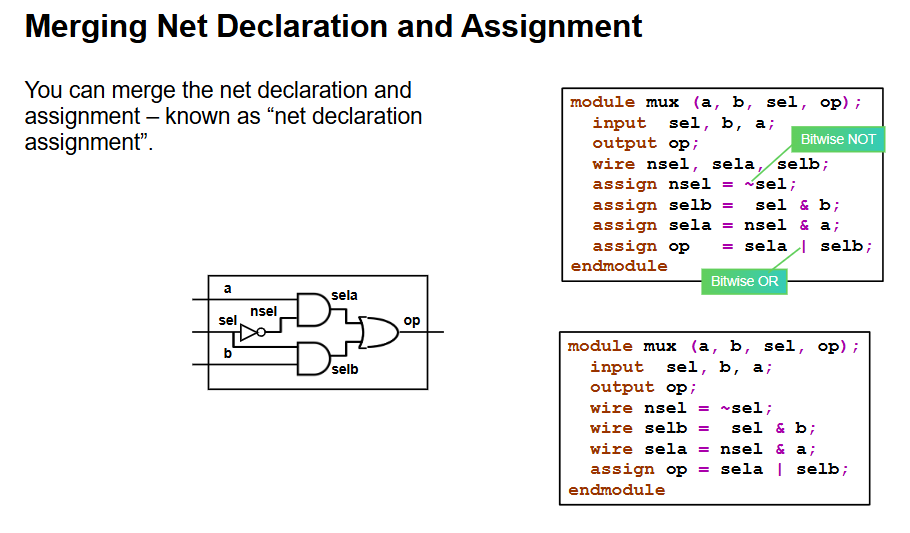 Merging Net Declaration and Assignment
You can merge the net declaration and
assignment – known as “net declaration
assignment”.
module mux (a, b, sel, op);
input sel, b, a;
output op;
wire nsel, sela, selb;
assign nsel = ~sel;
assign selb = sel & b;
assign sela = nsel & a;
assign op = sela | selb;
endmodule
Bitwise NOT
Bitwise OR
a
sela
nsel
sel
op
b
selb
module mux (a, b, sel, op);
input sel, b, a;
output op;
wire nsel = ~sel;
wire selb = sel & b;
wire sela = nsel & a;
assign op = sela | selb;
endmodule